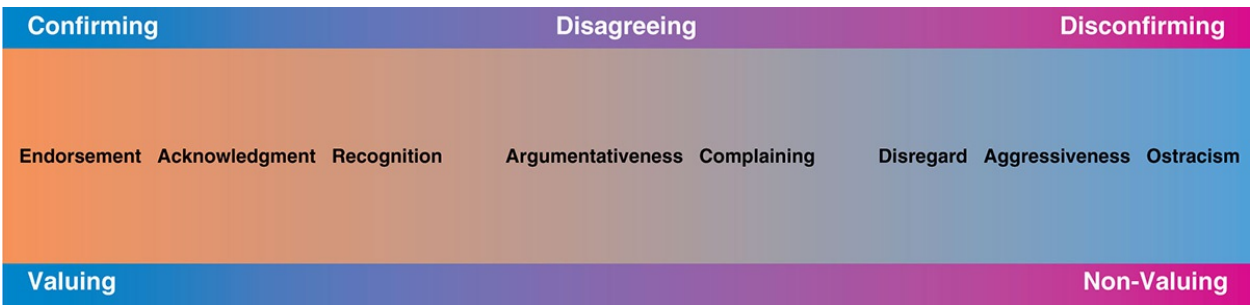 Confirming Disagreeing Disconfirming
Endorsement Acknowledgment Recognition Argumentativeness Complaining Disregard Aggressiveness Ostracism
Valuing Non-Valuing